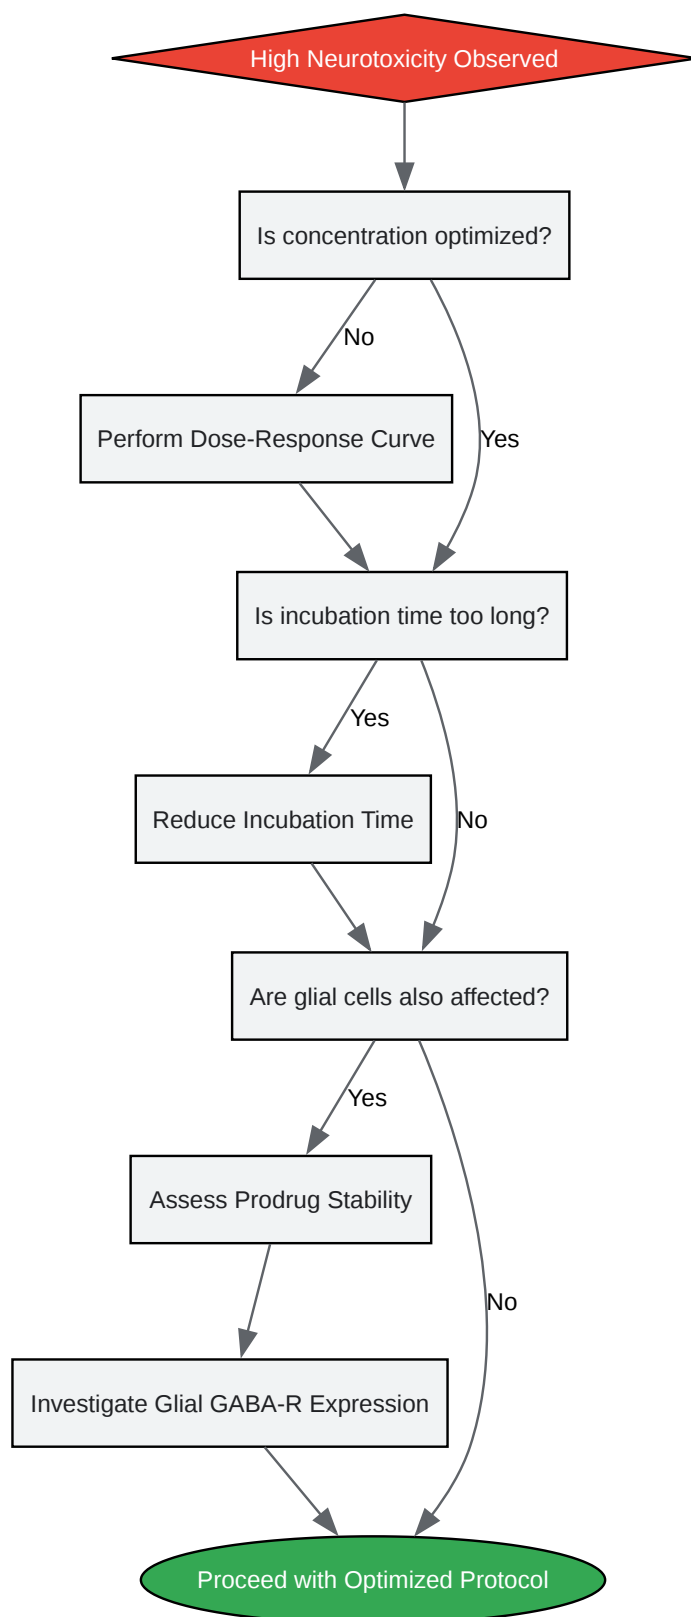 High Neurotoxicity Observed
Is concentration optimized?
No
Perform Dose-Response Curve
Yes
Is incubation time too long?
Yes
Reduce Incubation Time
No
Are glial cells also affected?
Yes
Assess Prodrug Stability
No
Investigate Glial GABA-R Expression
Proceed with Optimized Protocol